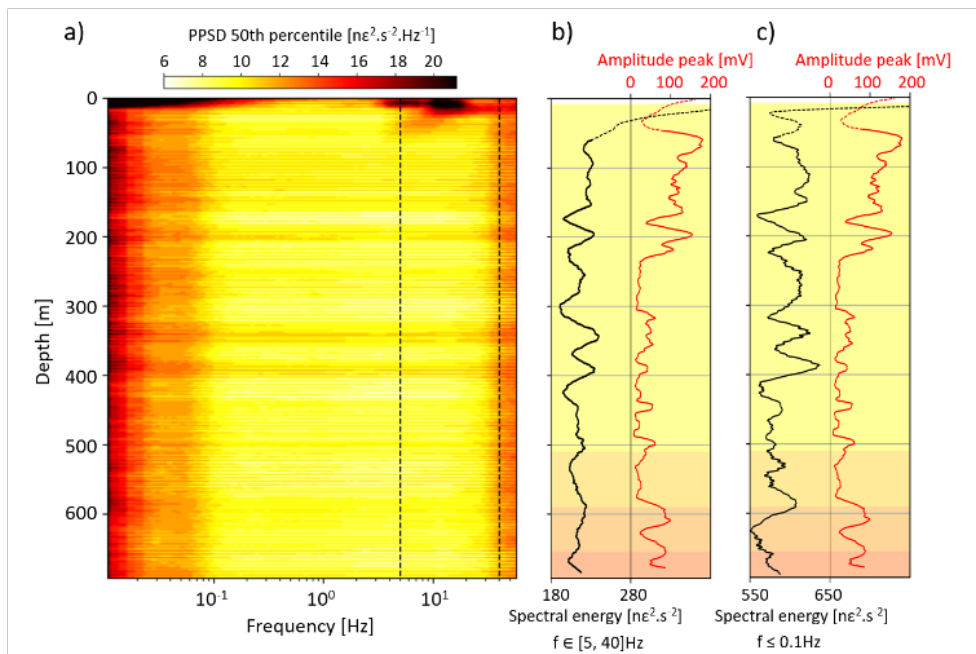 a)
PPSD 50th percentile [nε².s⁻².Hz⁻¹]
6 8 10 12 14 16 18 20
b)
Amplitude peak [mV]
0 100 200
c)
Amplitude peak [mV]
0 100 200
Depth [m]
0
100
200
300
400
500
600
10⁻¹ 10⁰ 10¹
Frequency [Hz]
180 280
Spectral energy [nε².s⁻²]
f ∈ [5, 40]Hz
550 650
Spectral energy [nε².s⁻²]
f ≤ 0.1Hz